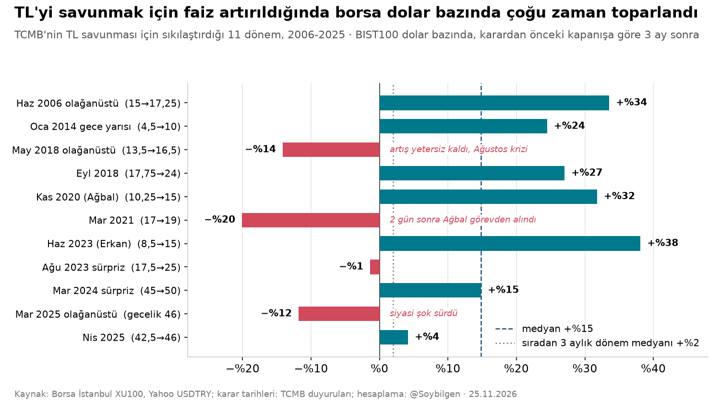 TL'yi savunmak için faiz artırıldığında borsa dolar bazında çoğu zaman toparlandı
TCMB'nin TL savunması için sıkılaştırdığı 11 dönem, 2006-2025 · BIST100 dolar bazında, karardan önceki kapanışa göre 3 ay sonra
Haz 2006 olağanüstü (15→17,25) +%34
Oca 2014 gece yarısı (4,5→10) +%24
May 2018 olağanüstü (13,5→16,5) −%14 artış yetersiz kaldı, Ağustos krizi
Eyl 2018 (17,75→24) +%27
Kas 2020 (Ağbal) (10,25→15) +%32
Mar 2021 (17→19) −%20 2 gün sonra Ağbal görevden alındı
Haz 2023 (Erkan) (8,5→15) +%38
Ağu 2023 sürpriz (17,5→25) −%1
Mar 2024 sürpriz (45→50) +%15
Mar 2025 olağanüstü (gecelik 46) −%12 siyasi şok sürdü
Nis 2025 (42,5→46) +%4
medyan +%15
sıradan 3 aylık dönem medyanı +%2
−%20 −%10 %0 %10 %20 +%30 +%40
Kaynak: Borsa İstanbul XU100, Yahoo USDTRY; karar tarihleri: TCMB duyuruları; hesaplama: @Soybilgen · 25.11.2026